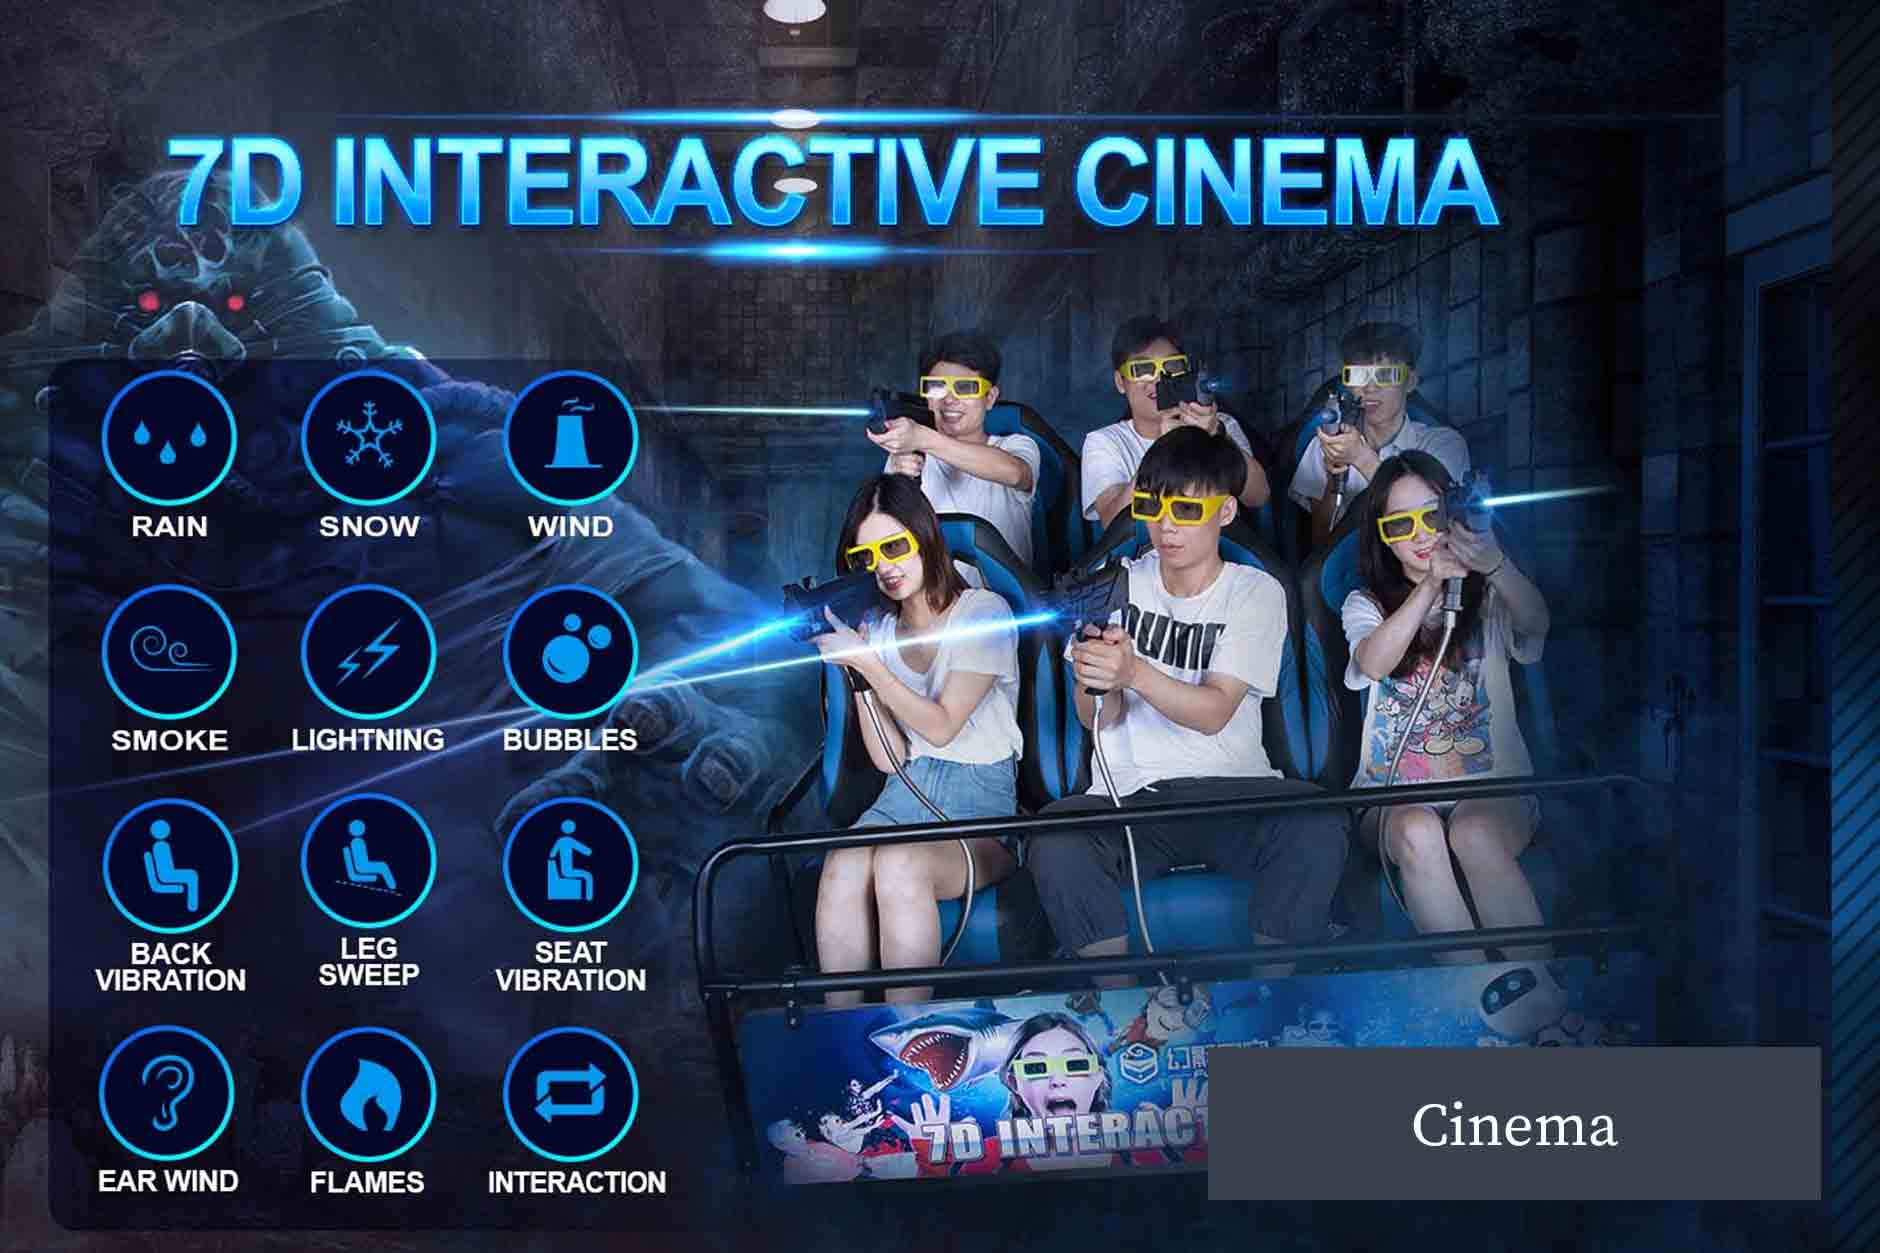 7D INTERACTIVE CINEMA
RAIN
SNOW
WIND
SMOKE
LIGHTNING
BUBBLES
BACK
VIBRATION
LEG
SWEEP
SEAT
VIBRATION
EAR WIND
FLAMES
INTERACTION
7D INTERACT
Cinema